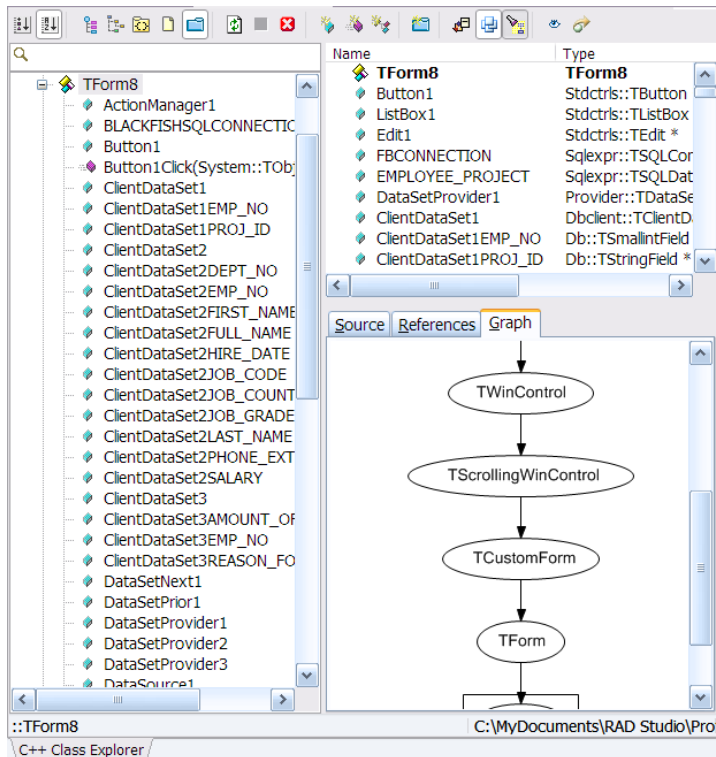 TForm8
ActionManager1
BLACKFISHSQLCONNECTIC
Button1
Button1Click(System::TObj
ClientDataSet1
ClientDataSet1EMP_NO
ClientDataSet1PROJ_ID
ClientDataSet2
ClientDataSet2DEPT_NO
ClientDataSet2EMP_NO
ClientDataSet2FIRST_NAME
ClientDataSet2FULL_NAME
ClientDataSet2HIRE_DATE
ClientDataSet2JOB_CODE
ClientDataSet2JOB_COUNT
ClientDataSet2JOB_GRADE
ClientDataSet2LAST_NAME
ClientDataSet2PHONE_EXT
ClientDataSet2SALARY
ClientDataSet3
ClientDataSet3AMOUNT_OF
ClientDataSet3EMP_NO
ClientDataSet3REASON_FO
DataSetNext1
DataSetPrior1
DataSetProvider1
DataSetProvider2
DataSetProvider3
DataSource1
Name Type
TForm8 TForm8
Button1 Stdctrls::TButton
ListBox1 Stdctrls::TListBox
Edit1 Stdctrls::TEdit *
FBCONNECTION Sqlexpr::TSQLCor
EMPLOYEE_PROJECT Sqlexpr::TSQLDat
DataSetProvider1 Provider::TDataSe
ClientDataSet1 Dbclient::TClientD
ClientDataSet1EMP_NO Db::TSmallintField
ClientDataSet1PROJ_ID Db::TStringField *
Source References Graph
TWinControl
TScrollingWinControl
TCustomForm
TForm
::TForm8 C:\MyDocuments\RAD Studio\Pro
C++ Class Explorer